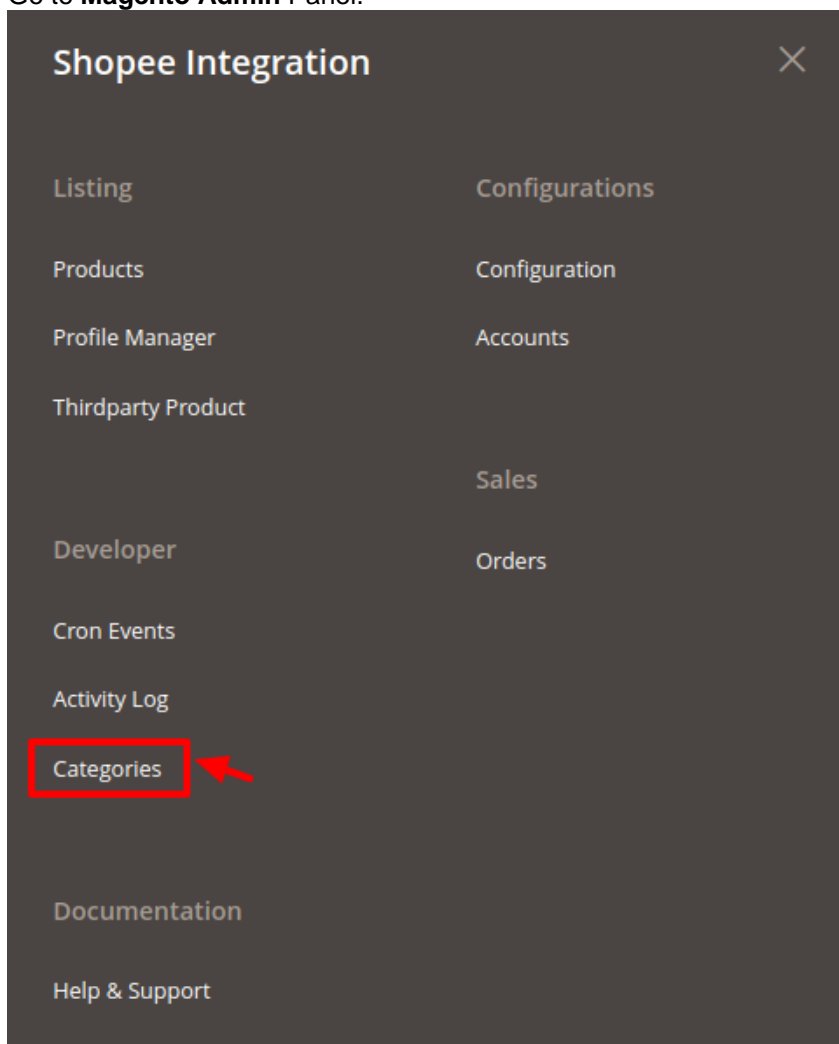 Go to Magento Admin Panel.
Shopee Integration
Listing
Products
Profile Manager
Thirdparty Product
Developer
Cron Events
Activity Log
Categories
Documentation
Help & Support
Configurations
Configuration
Accounts
Sales
Orders